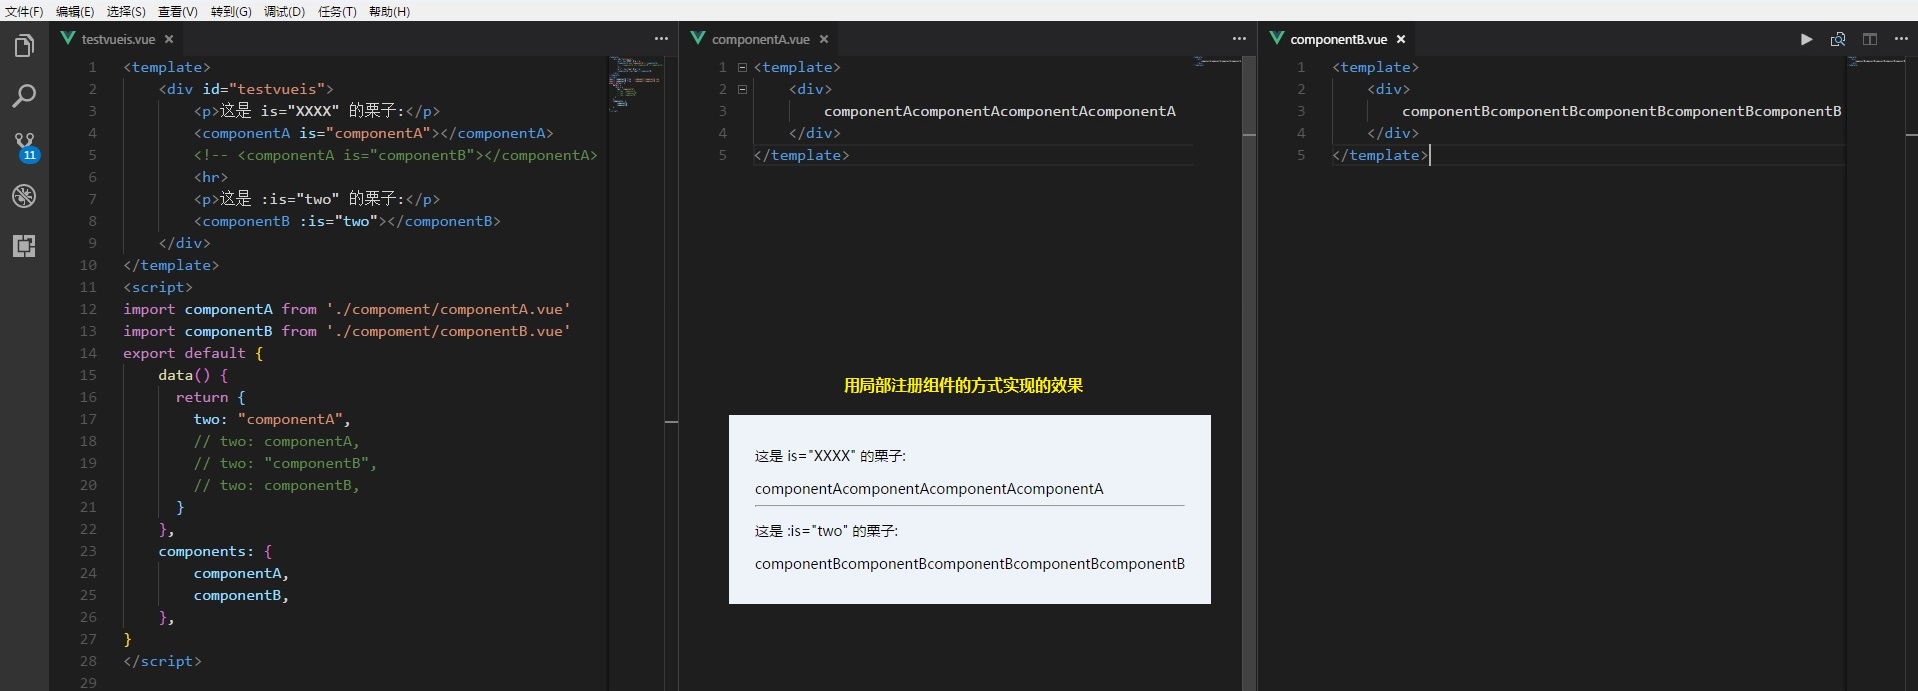 文件(F) 编辑(E) 选择(S) 查看(V) 转到(G) 调试(D) 任务(T) 帮助(H)
testvueis.vue ×
1 <template>
2 <div id="testvueis">
3 <p>这是 is="XXXX" 的栗子:</p>
4 <componentA is="componentA"></componentA>
5 <!-- <componentA is="componentB"></componentA>
6 <hr>
7 <p>这是 :is="two" 的栗子:</p>
8 <componentB :is="two"></componentB>
9 </div>
10 </template>
11 <script>
12 import componentA from './compoment/componentA.vue'
13 import componentB from './compoment/componentB.vue'
14 export default {
15 data() {
16 return {
17 two: "componentA",
18 // two: componentA,
19 // two: "componentB",
20 // two: componentB,
21 }
22 },
23 components: {
24 componentA,
25 componentB,
26 },
27 }
28 </script>
29
11
componentA.vue ×
1 <template>
2 <div>
3 componentAcomponentAcomponentAcomponentA
4 </div>
5 </template>
用局部注册组件的方式实现的效果
这是 is="XXXX" 的栗子:
componentAcomponentAcomponentAcomponentA
这是 :is="two" 的栗子:
componentBcomponentBcomponentBcomponentBcomponentB
componentB.vue ×
1 <template>
2 <div>
3 componentBcomponentBcomponentBcomponentBcomponentB
4 </div>
5 </template>